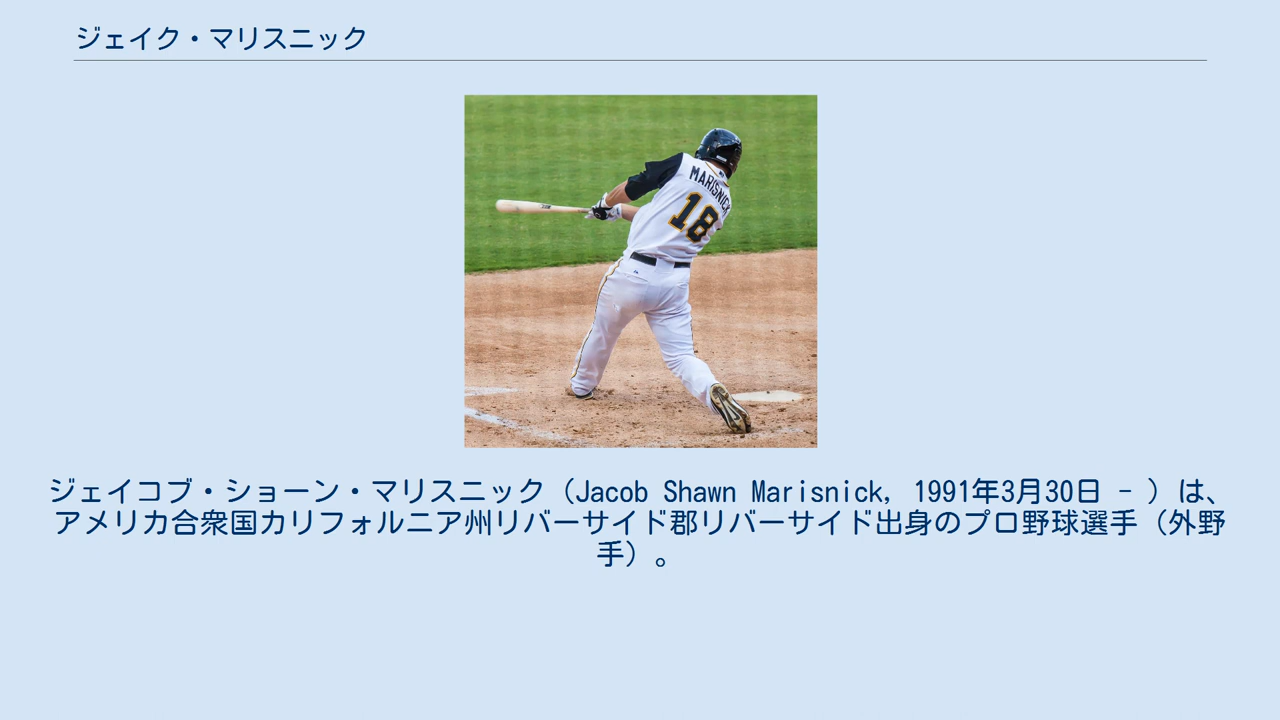 ジェイク・マリスニック
MARISNICK
18
ジェイコブ・ショーン・マリスニック（Jacob Shawn Marisnick, 1991年3月30日 - ）は、
アメリカ合衆国カリフォルニア州リバーサイド郡リバーサイド出身のプロ野球選手（外野
手）。